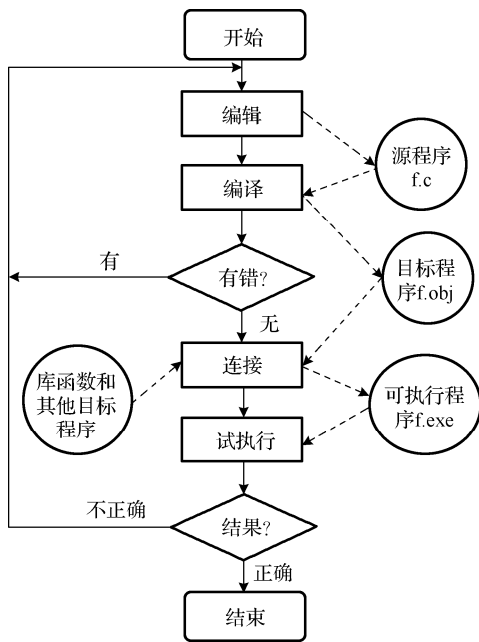 开始
编辑
源程序
f.c
编译
有
有错?
目标程
序f.obj
无
库函数和
其他目标
程序
连接
可执行程
序f.exe
试执行
不正确
结果?
正确
结束